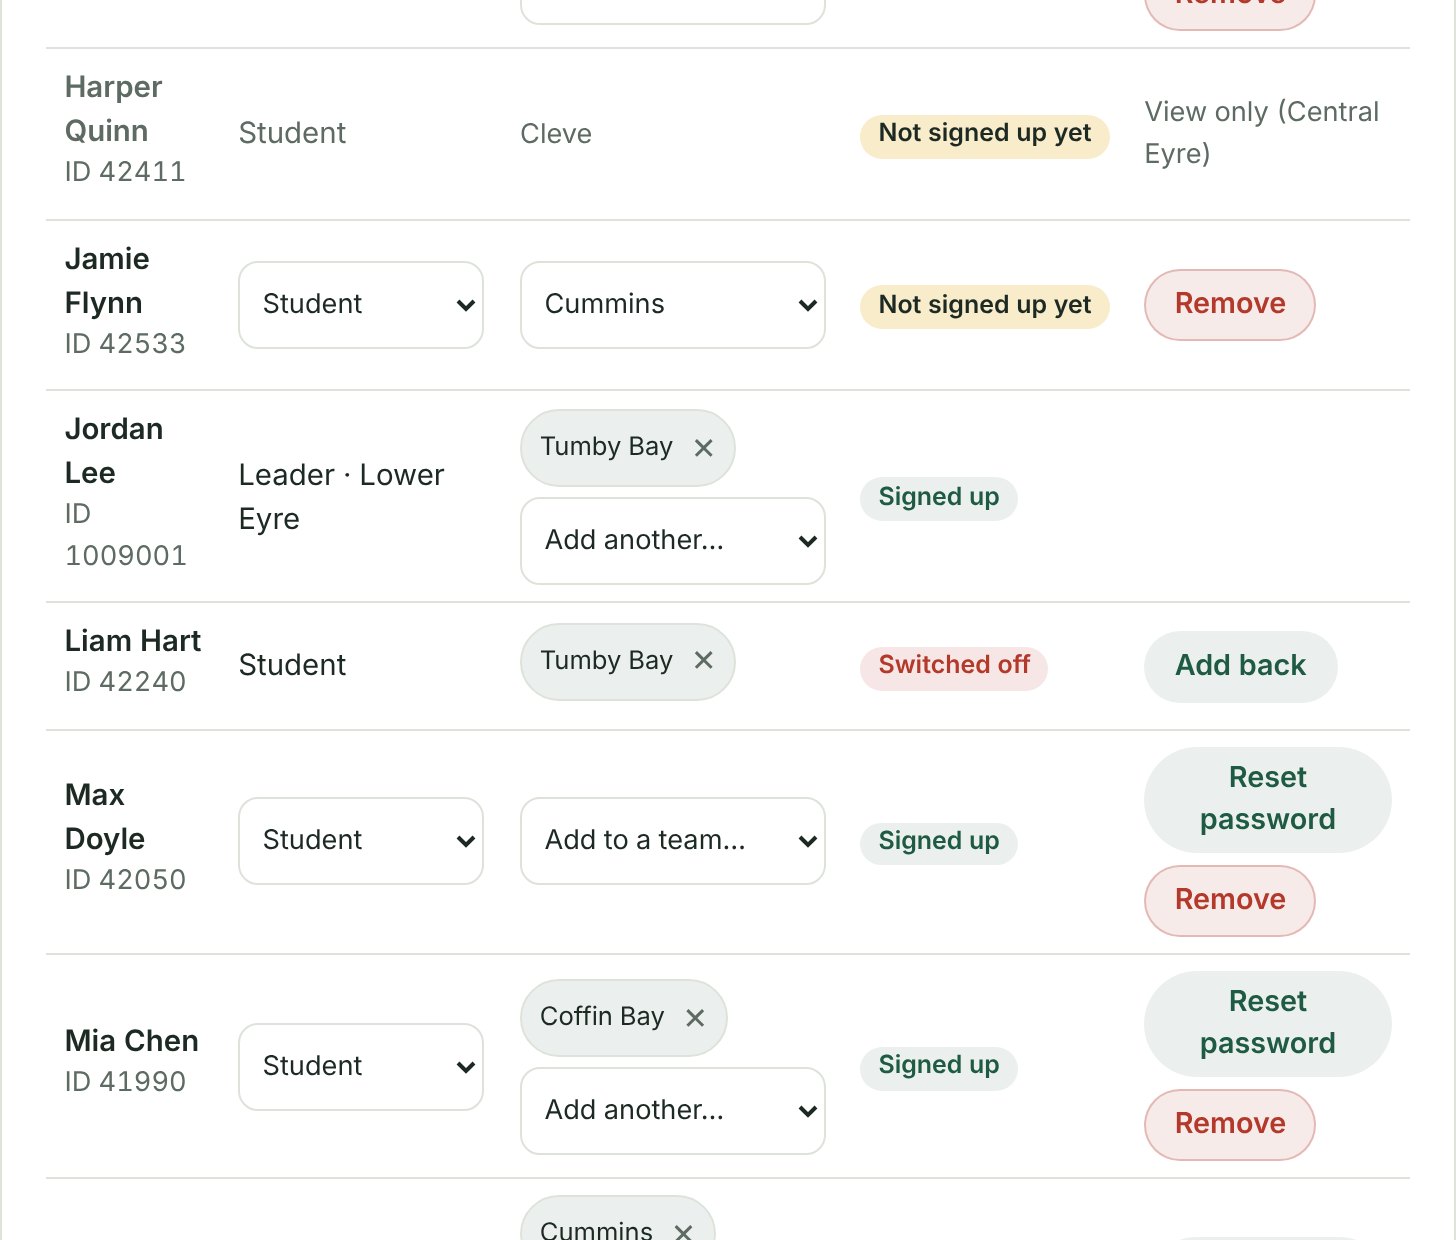 Remove
Harper
Quinn
ID 42411
Student
Cleve
Not signed up yet
View only (Central
Eyre)
Jamie
Flynn
ID 42533
Student
Cummins
Not signed up yet
Remove
Jordan
Lee
ID
1009001
Leader · Lower
Eyre
Tumby Bay ×
Add another...
Signed up
Liam Hart
ID 42240
Student
Tumby Bay ×
Switched off
Add back
Max
Doyle
ID 42050
Student
Add to a team...
Signed up
Reset
password
Remove
Mia Chen
ID 41990
Student
Coffin Bay ×
Add another...
Signed up
Reset
password
Remove
Cummins ×